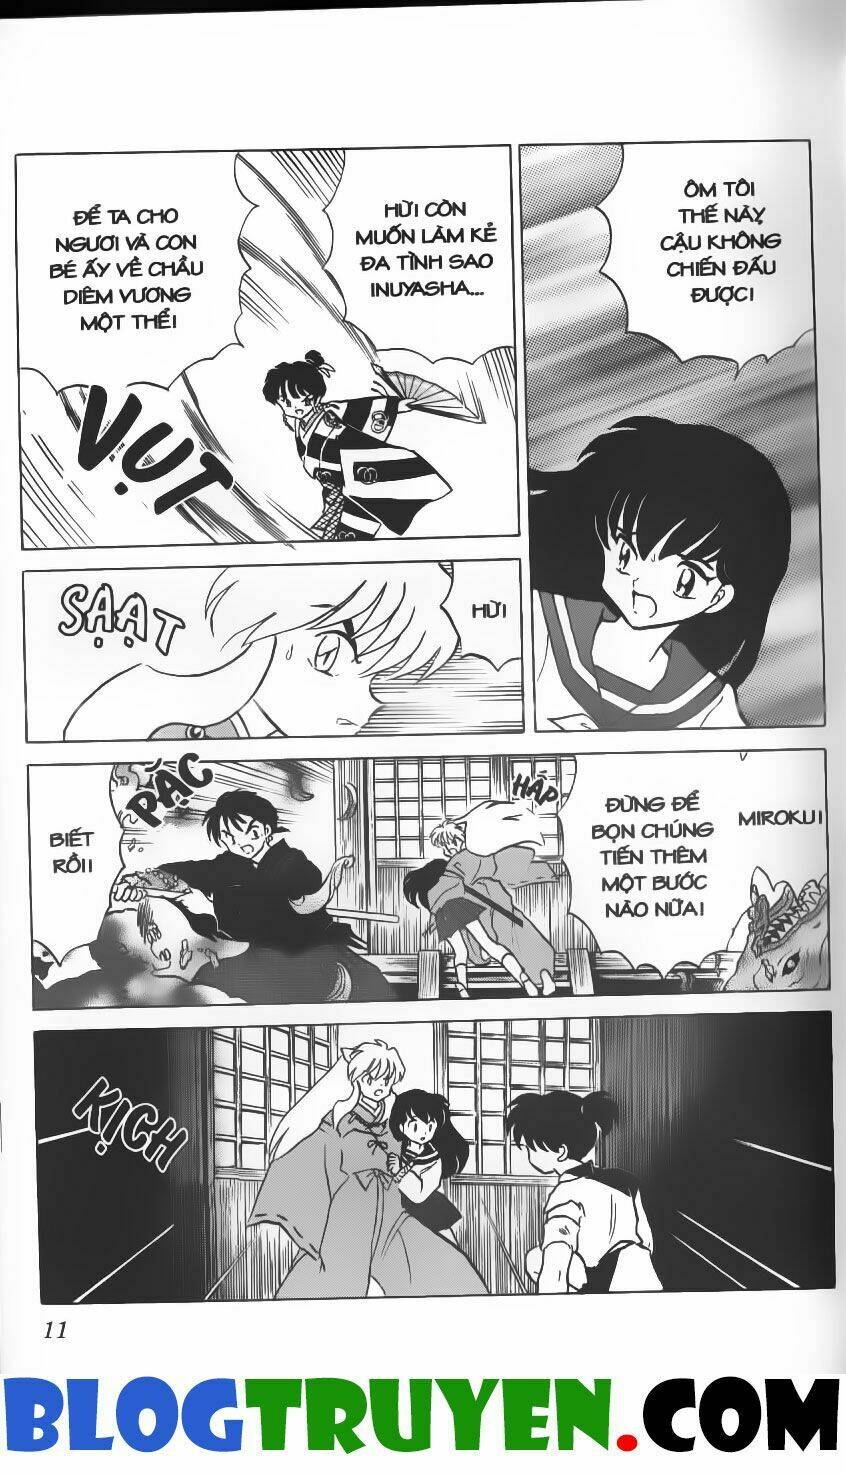 ÔM TÔI
THẾ NÀY,
CẬU KHÔNG
CHIẾN ĐẤU
ĐƯỢC!
HỪ! CÒN
MUỐN LÀM KẺ
ĐA TÌNH SAO
INUYASHA...
ĐỂ TA CHO
NGƯƠI VÀ CON
BÉ ẤY VỀ CHẦU
DIÊM VƯƠNG
MỘT THỂ!
VỤT
HỪ!
SẠẠT
MIROKU!
ĐỪNG ĐỂ
BỌN CHÚNG
TIẾN THÊM
MỘT BƯỚC
NÀO NỮA!
HẤP
PẶC
BIẾT
RỒI!
KỊCH
11
BLOGTRUYEN.COM